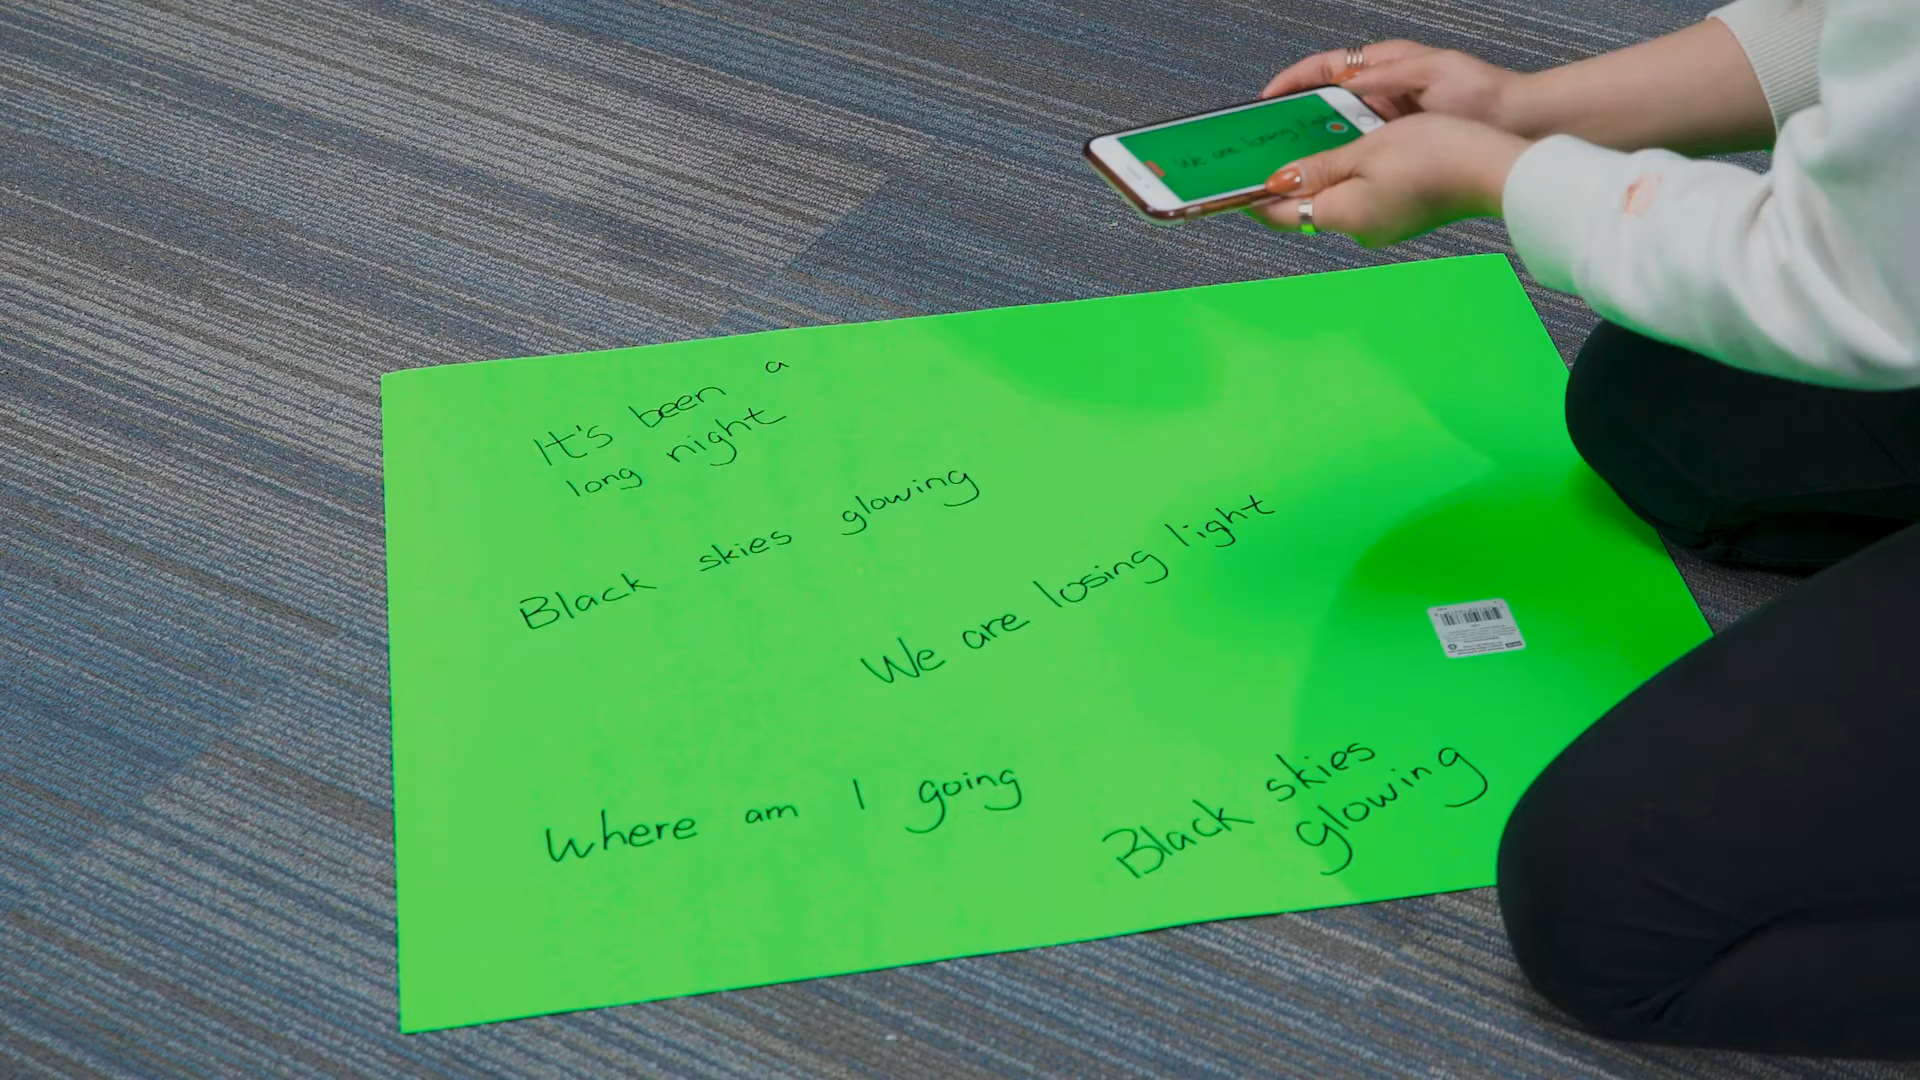 We are losing light
It's been a
long night
Black skies glowing
We are losing light
Where am I going
Black skies
glowing